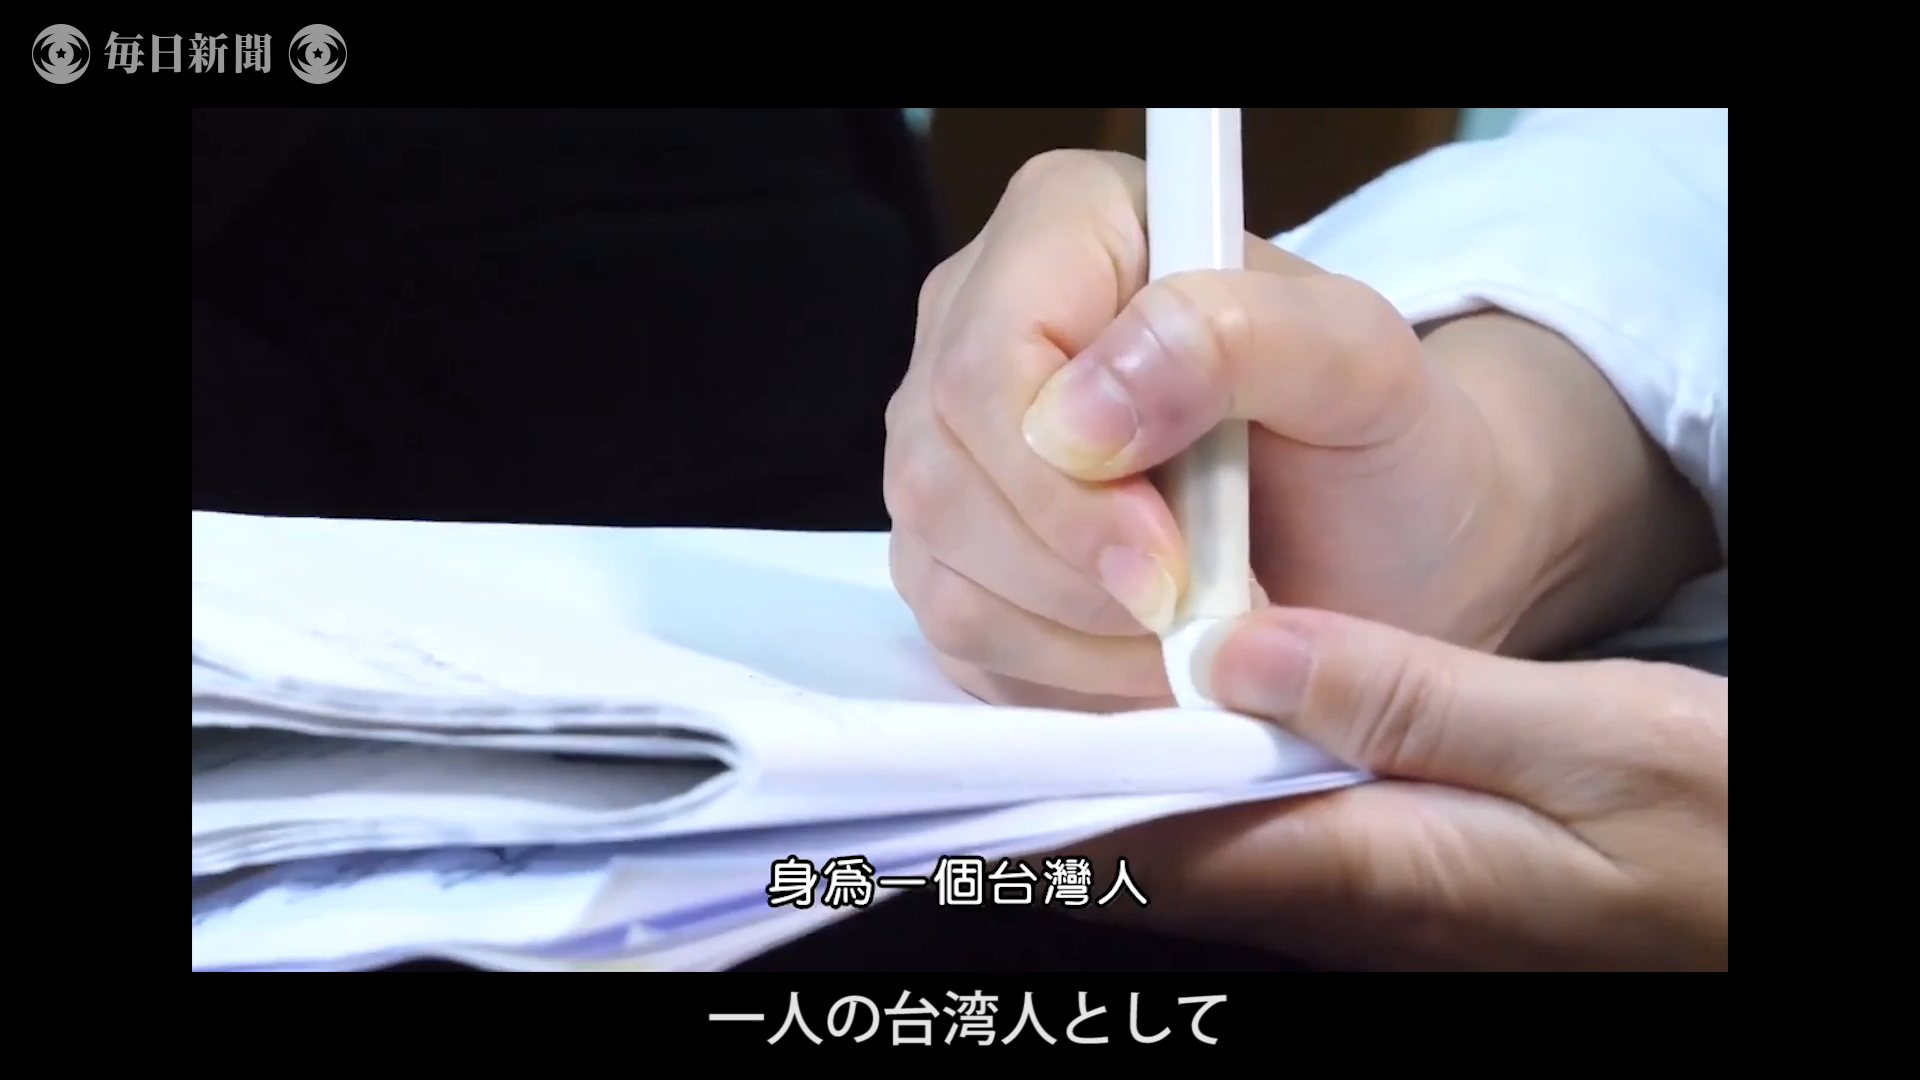 毎日新聞
身為一個台灣人
一人の台湾人として